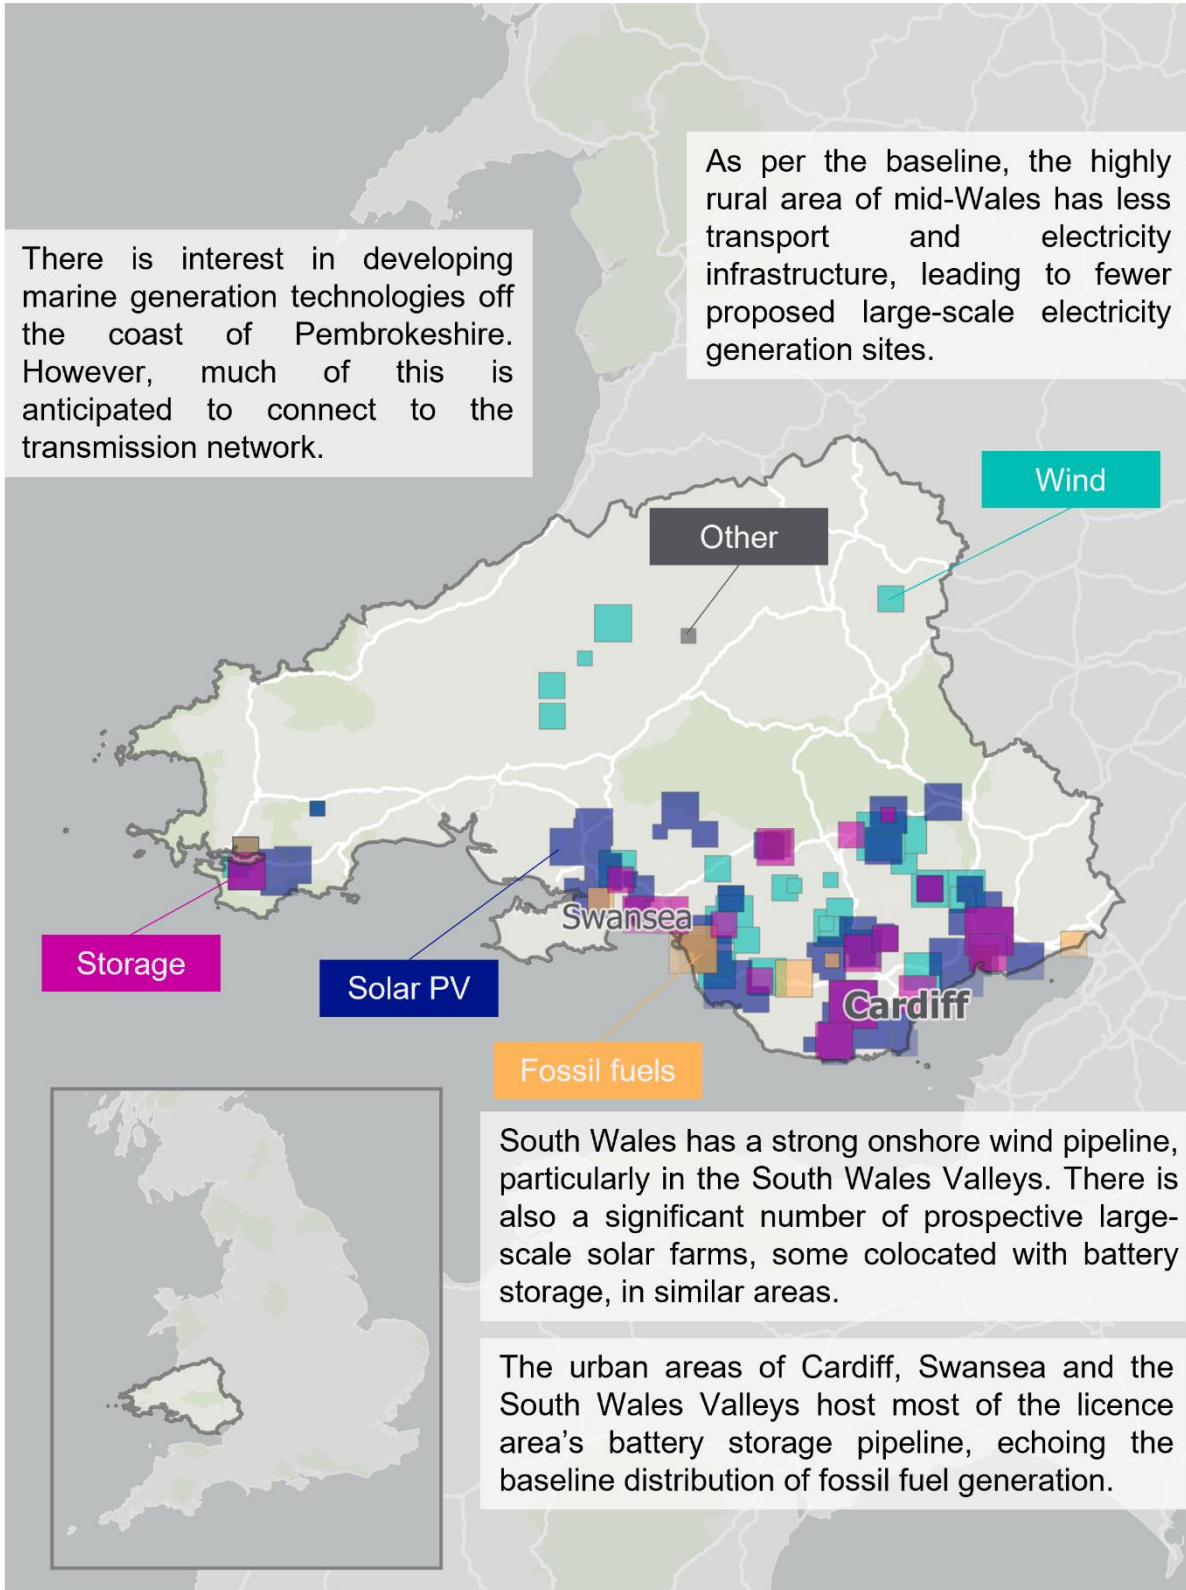 As per the baseline, the highly
rural area of mid-Wales has less
transport and electricity
infrastructure, leading to fewer
proposed large-scale electricity
generation sites.
There is interest in developing
marine generation technologies off
the coast of Pembrokeshire.
However, much of this is
anticipated to connect to the
transmission network.
Wind
Other
Swansea
Storage
Solar PV
Cardiff
Fossil fuels
South Wales has a strong onshore wind pipeline,
particularly in the South Wales Valleys. There is
also a significant number of prospective large-
scale solar farms, some colocated with battery
storage, in similar areas.
The urban areas of Cardiff, Swansea and the
South Wales Valleys host most of the licence
area's battery storage pipeline, echoing the
baseline distribution of fossil fuel generation.